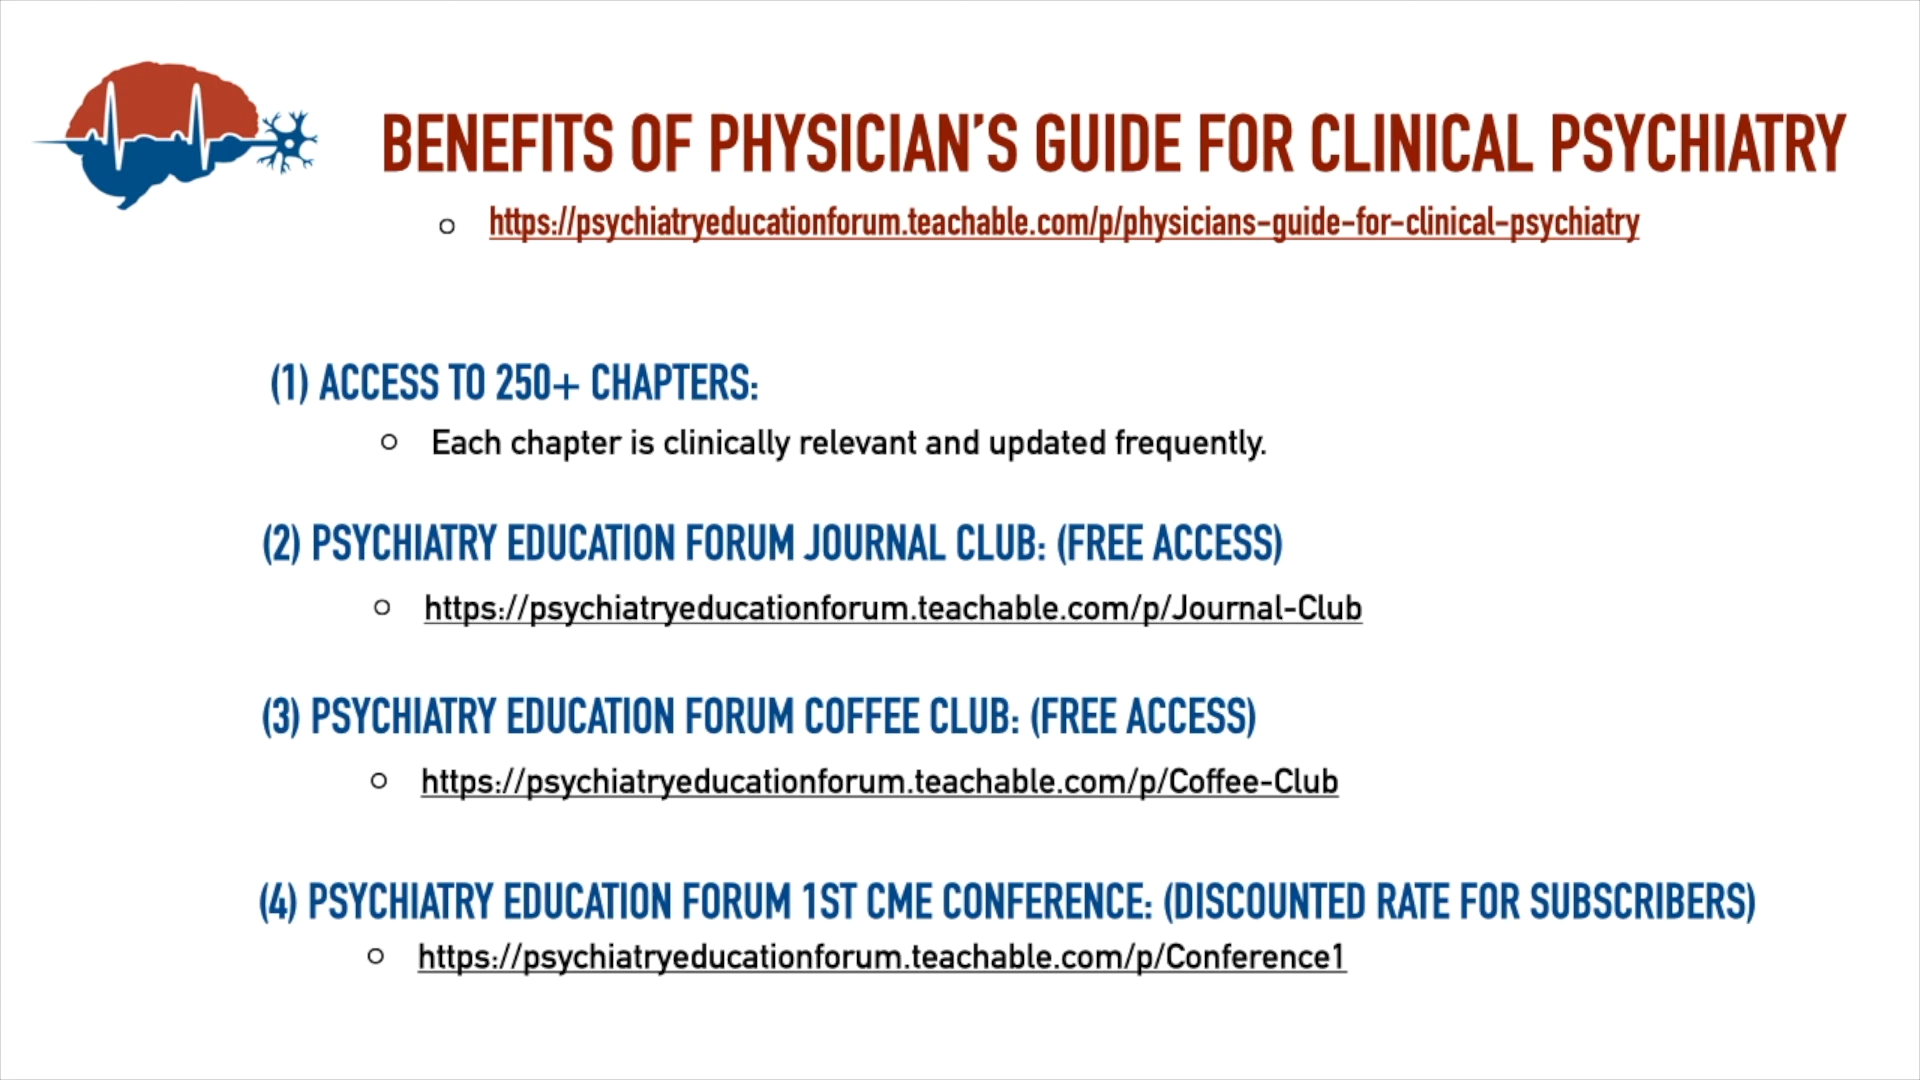 BENEFITS OF PHYSICIAN'S GUIDE FOR CLINICAL PSYCHIATRY
https://psychiatryeducationforum.teachable.com/p/physicians-guide-for-clinical-psychiatry
(1) ACCESS TO 250+ CHAPTERS:
Each chapter is clinically relevant and updated frequently.
(2) PSYCHIATRY EDUCATION FORUM JOURNAL CLUB: (FREE ACCESS)
https://psychiatryeducationforum.teachable.com/p/Journal-Club
(3) PSYCHIATRY EDUCATION FORUM COFFEE CLUB: (FREE ACCESS)
https://psychiatryeducationforum.teachable.com/p/Coffee-Club
(4) PSYCHIATRY EDUCATION FORUM 1ST CME CONFERENCE: (DISCOUNTED RATE FOR SUBSCRIBERS)
https://psychiatryeducationforum.teachable.com/p/Conference1